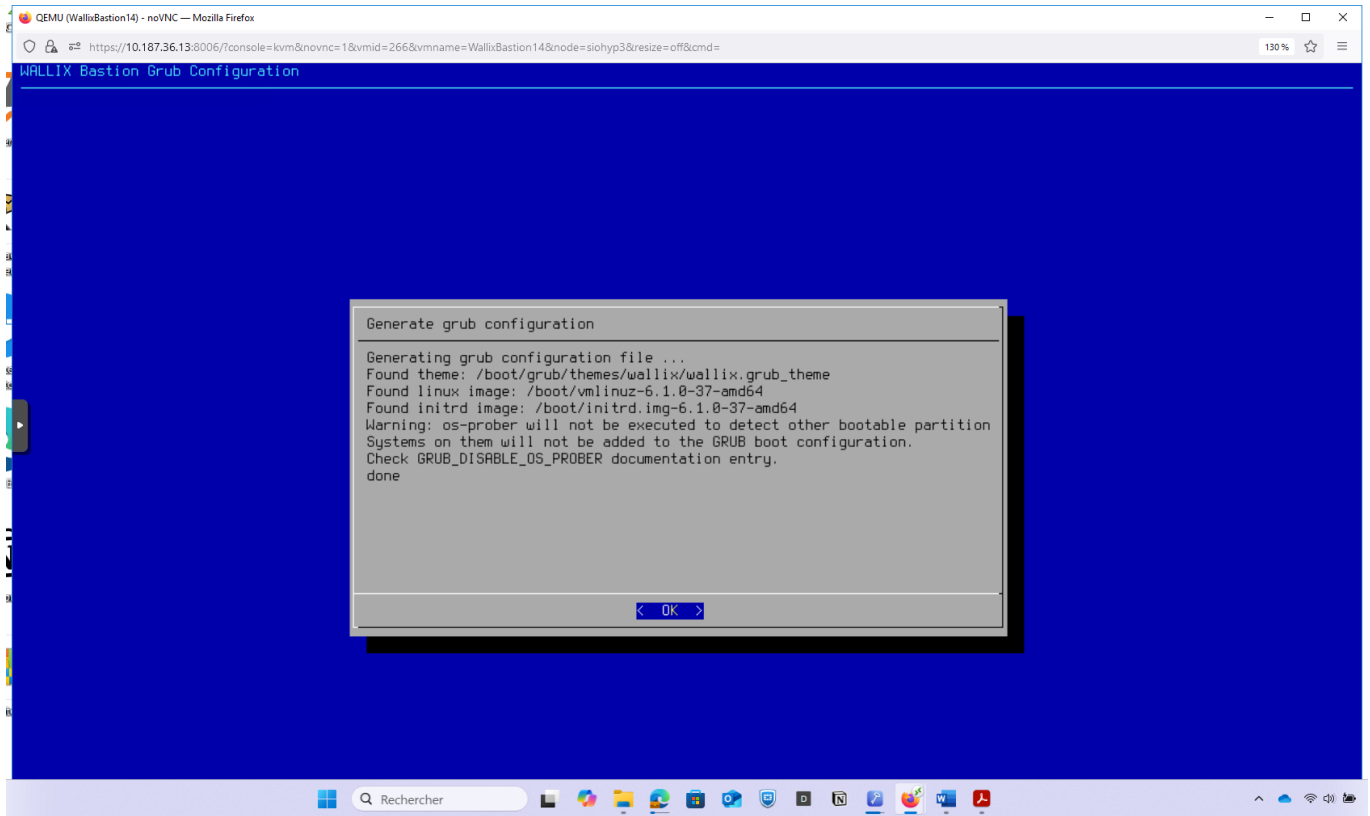 QEMU (WallixBastion14) - noVNC — Mozilla Firefox
https://10.187.36.13:8006/?console=kvm&novnc=1&vmid=266&vmname=WallixBastion14&node=siohyp3&resize=off&cmd=
130 %
WALLIX Bastion Grub Configuration
Generate grub configuration
Generating grub configuration file ...
Found theme: /boot/grub/themes/wallix/wallix.grub_theme
Found linux image: /boot/vmlinuz-6.1.0-37-amd64
Found initrd image: /boot/initrd.img-6.1.0-37-amd64
Warning: os-prober will not be executed to detect other bootable partition
Systems on them will not be added to the GRUB boot configuration.
Check GRUB_DISABLE_OS_PROBER documentation entry.
done
< OK >
Rechercher